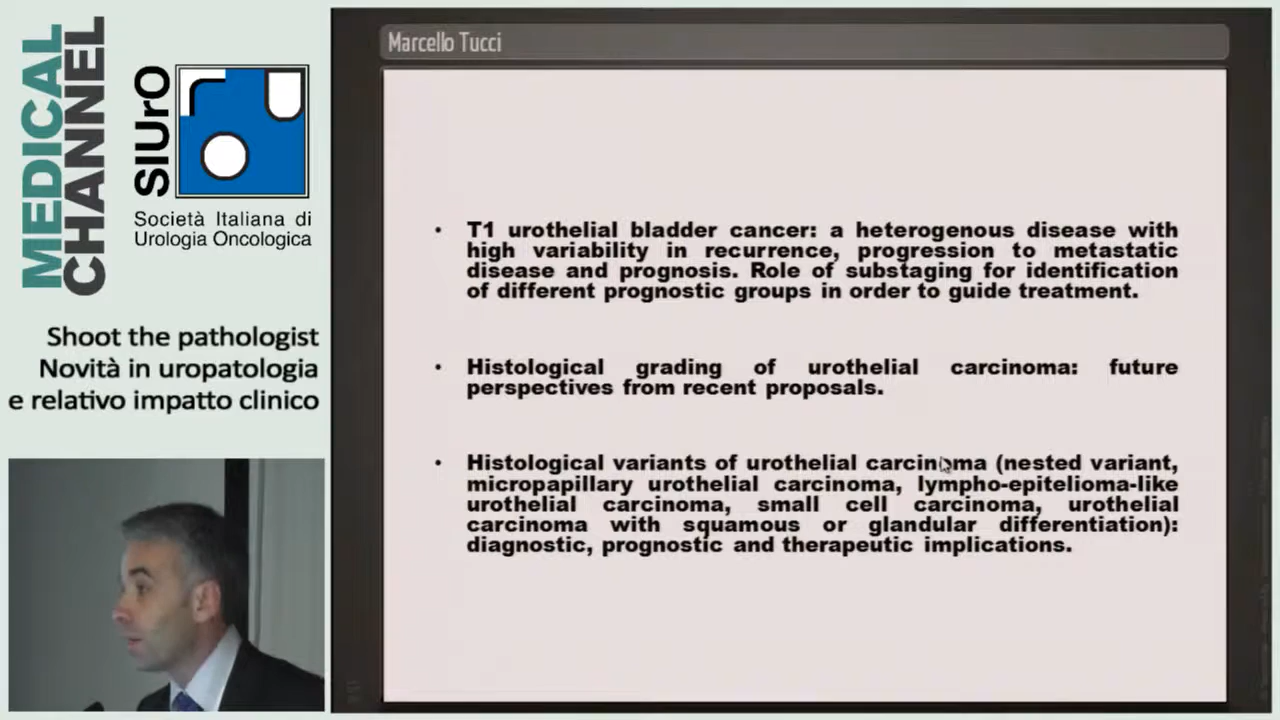 MEDICAL
CHANNEL
SIUrO
Società Italiana di
Urologia Oncologica
Shoot the pathologist
Novità in uropatologia
e relativo impatto clinico
Marcello Tucci
• T1 urothelial bladder cancer: a heterogenous disease with
high variability in recurrence, progression to metastatic
disease and prognosis. Role of substaging for identification
of different prognostic groups in order to guide treatment.
• Histological grading of urothelial carcinoma: future
perspectives from recent proposals.
• Histological variants of urothelial carcinoma (nested variant,
micropapillary urothelial carcinoma, lympho-epitelioma-like
urothelial carcinoma, small cell carcinoma, urothelial
carcinoma with squamous or glandular differentiation):
diagnostic, prognostic and therapeutic implications.